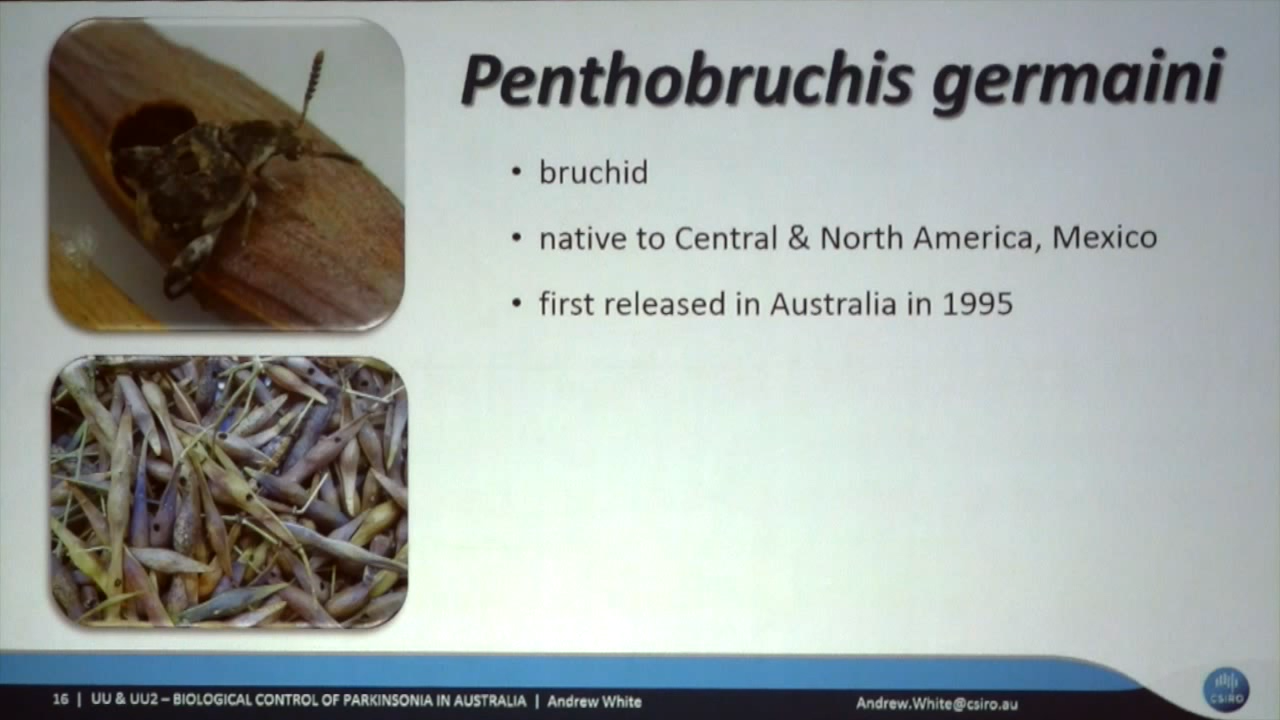 Penthobruchis germaini
• bruchid
• native to Central & North America, Mexico
• first released in Australia in 1995
16 | UU & UU2 – BIOLOGICAL CONTROL OF PARKINSONIA IN AUSTRALIA | Andrew White
Andrew.White@csiro.au
CSIRO